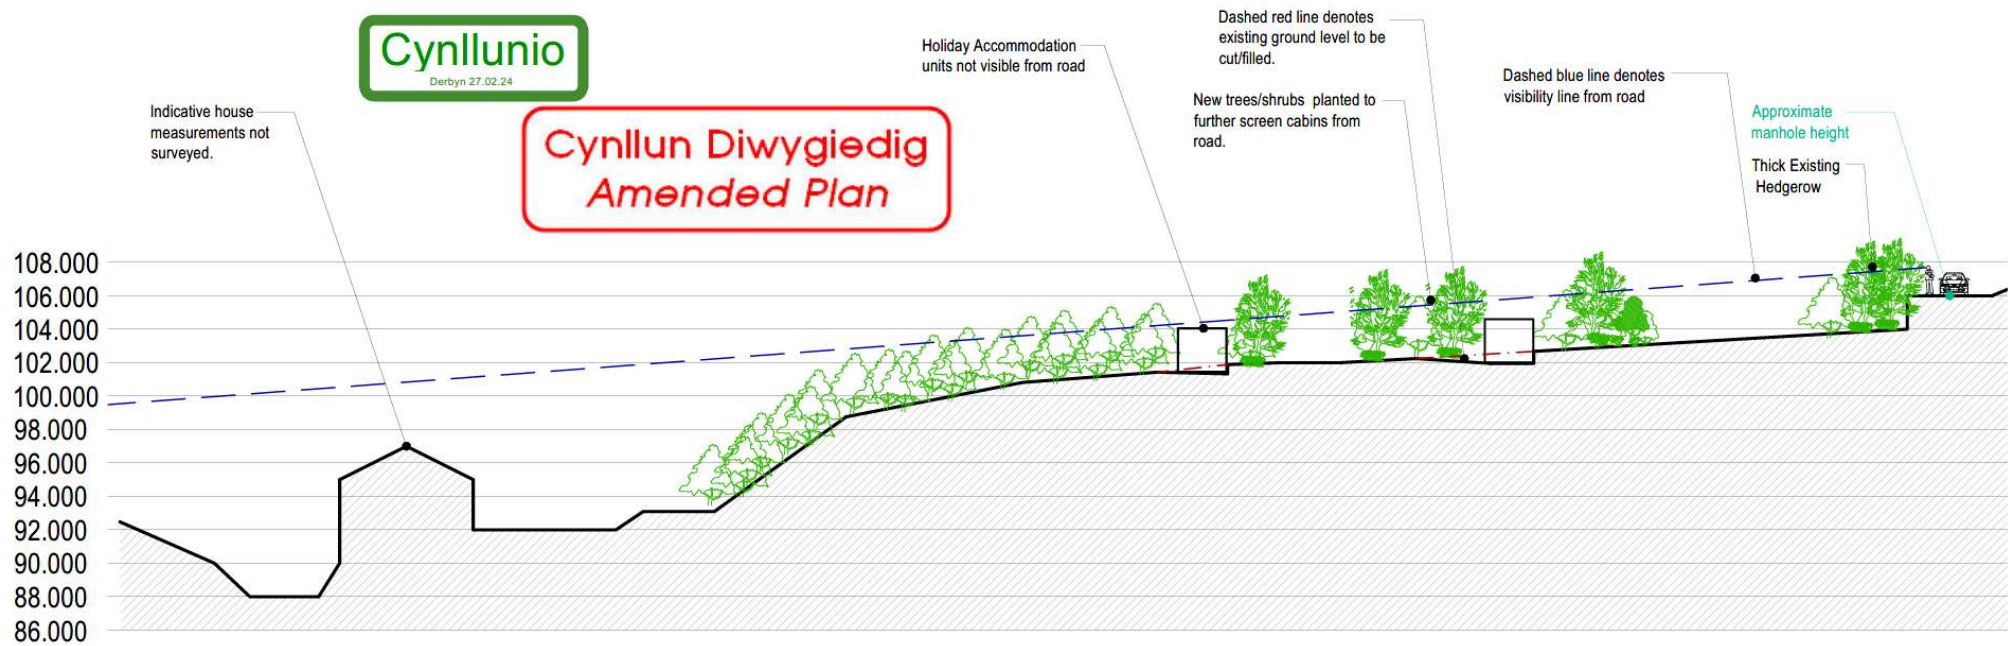 Cynllunio
Derbyn 27.02.24
Cynllun Diwygiedig
Amended Plan
Indicative house
measurements not
surveyed.
Holiday Accommodation
units not visible from road
Dashed red line denotes
existing ground level to be
cut/filled.
New trees/shrubs planted to
further screen cabins from
road.
Dashed blue line denotes
visibility line from road
Approximate
manhole height
Thick Existing
Hedgerow
108.000
106.000
104.000
102.000
100.000
98.000
96.000
94.000
92.000
90.000
88.000
86.000